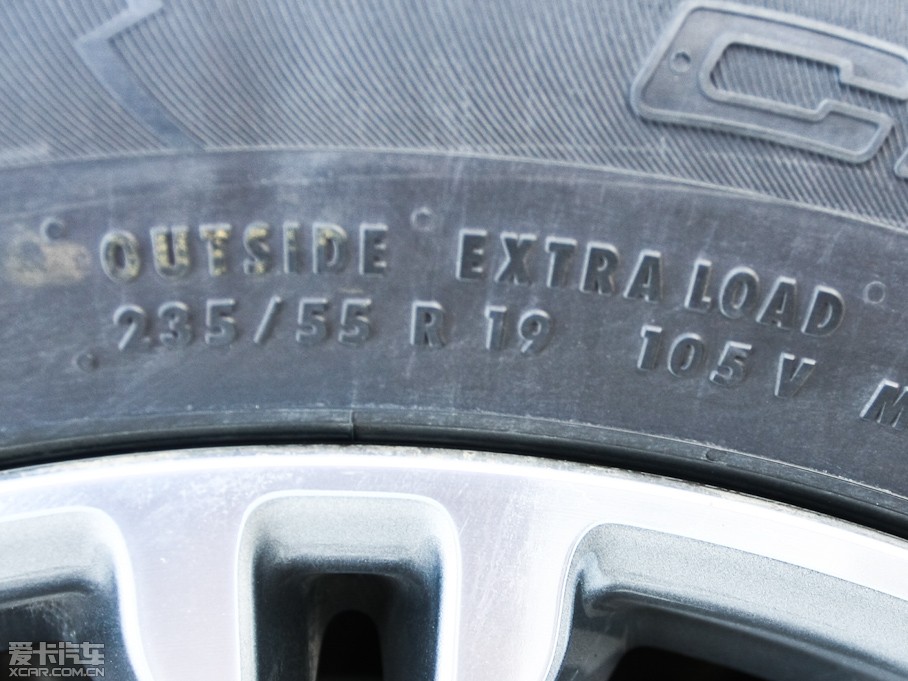 OUTSIDE EXTRA LOAD
235/55 R 19 105 V
爱卡汽车
XCAR.COM.CN